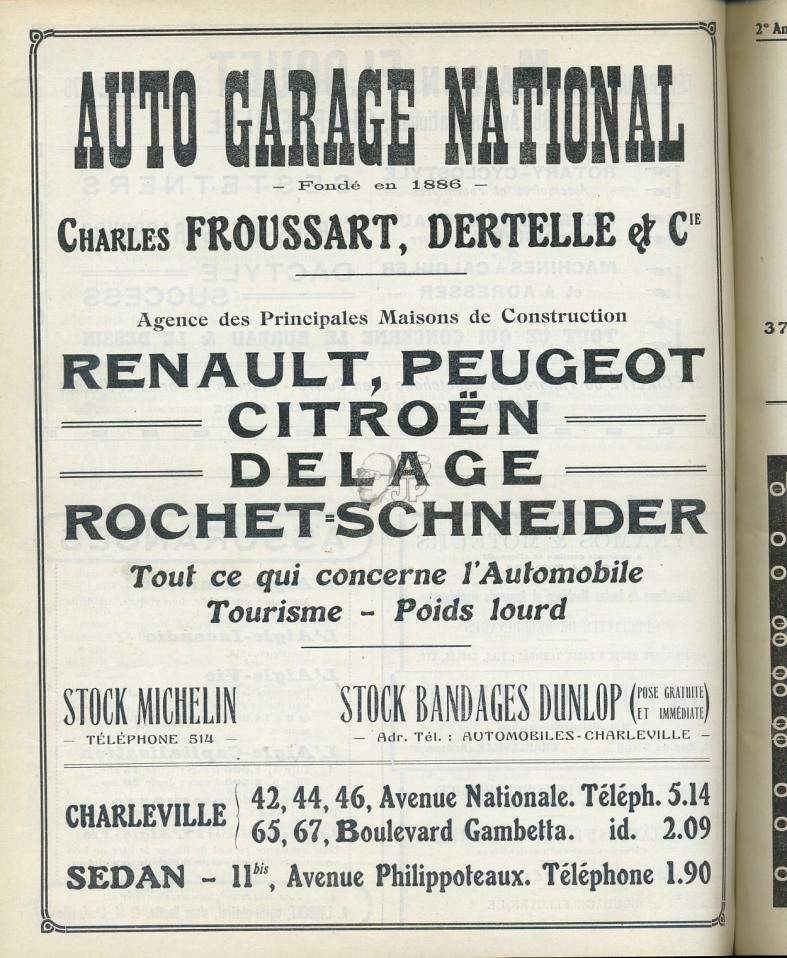 AUTO GARAGE NATIONAL
– Fondé en 1886 –
CHARLES FROUSSART, DERTELLE & CIE
Agence des Principales Maisons de Construction
RENAULT, PEUGEOT
CITROËN
DELAGE
ROCHET-SCHNEIDER
Tout ce qui concerne l'Automobile
Tourisme – Poids lourd
STOCK MICHELIN
– TÉLÉPHONE 514 –
STOCK BANDAGES DUNLOP (POSE GRATUITE ET IMMÉDIATE)
– Adr. Tél. : AUTOMOBILES-CHARLEVILLE –
CHARLEVILLE
42, 44, 46, Avenue Nationale. Téléph. 5.14
65, 67, Boulevard Gambetta. id. 2.09
SEDAN – 11bis, Avenue Philippoteaux. Téléphone 1.90
2e An
37